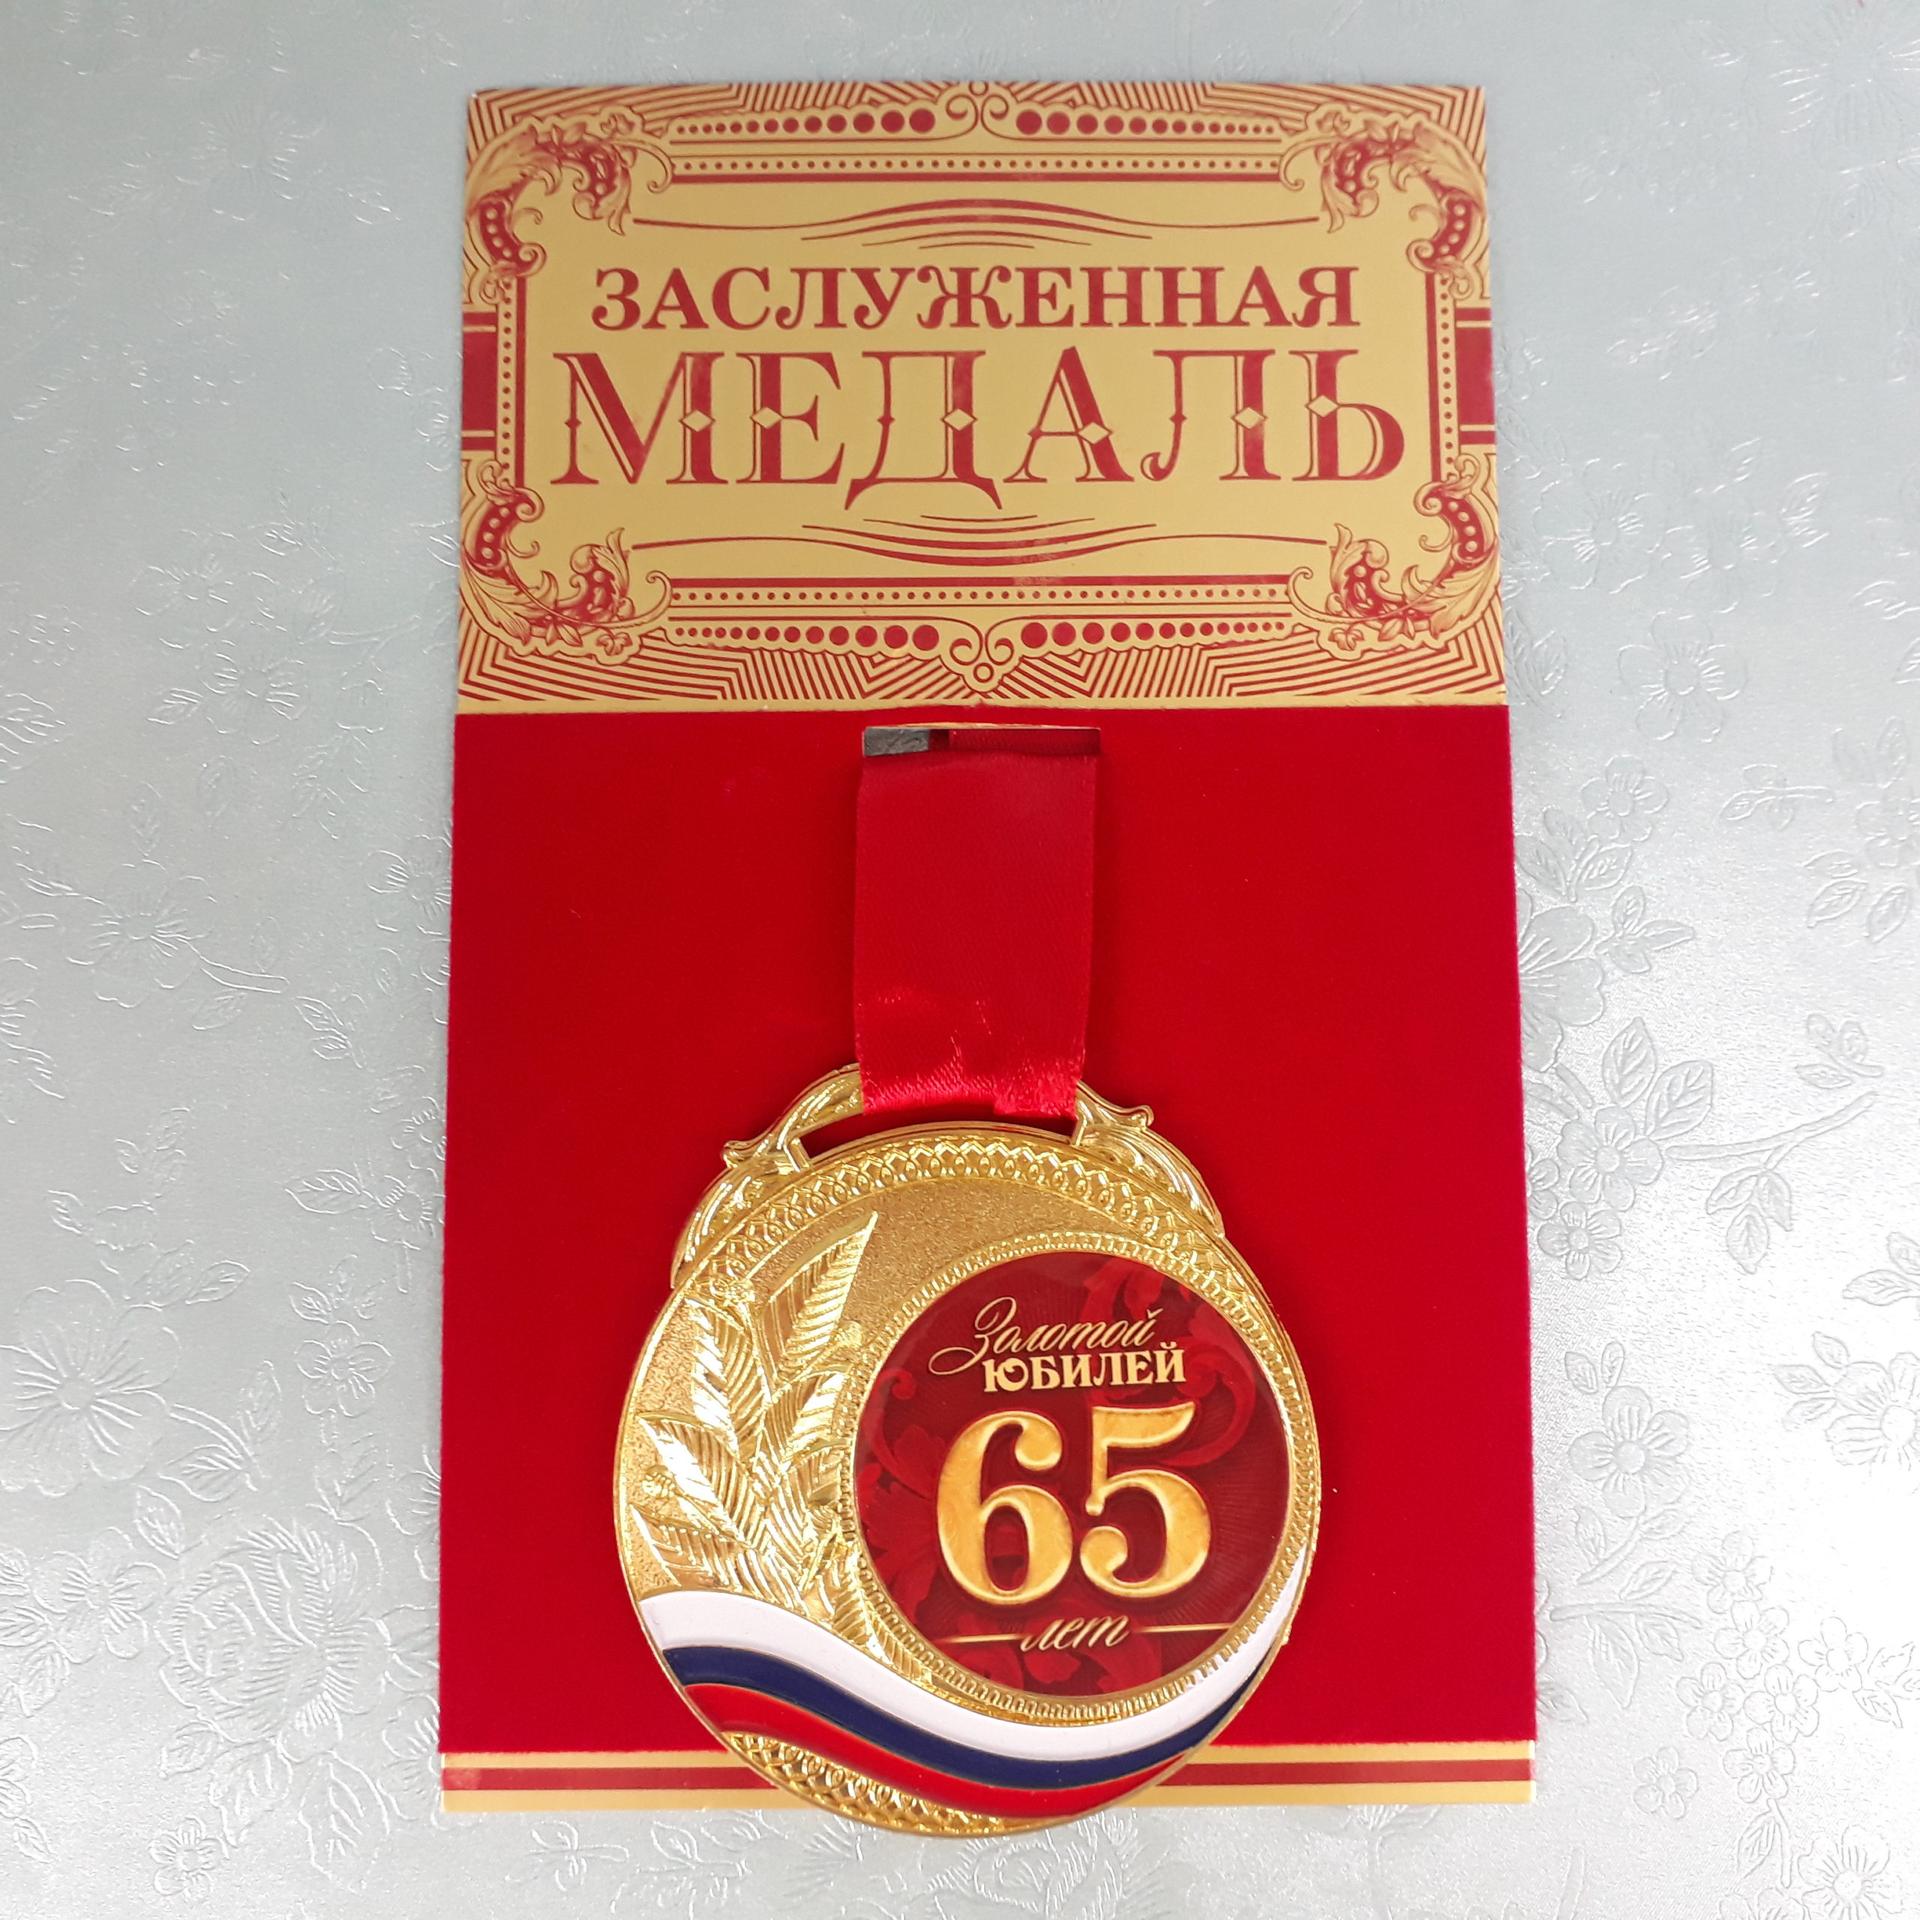 ЗАСЛУЖЕННАЯ
МЕДАЛЬ
Золотой
ЮБИЛЕЙ
65
лет